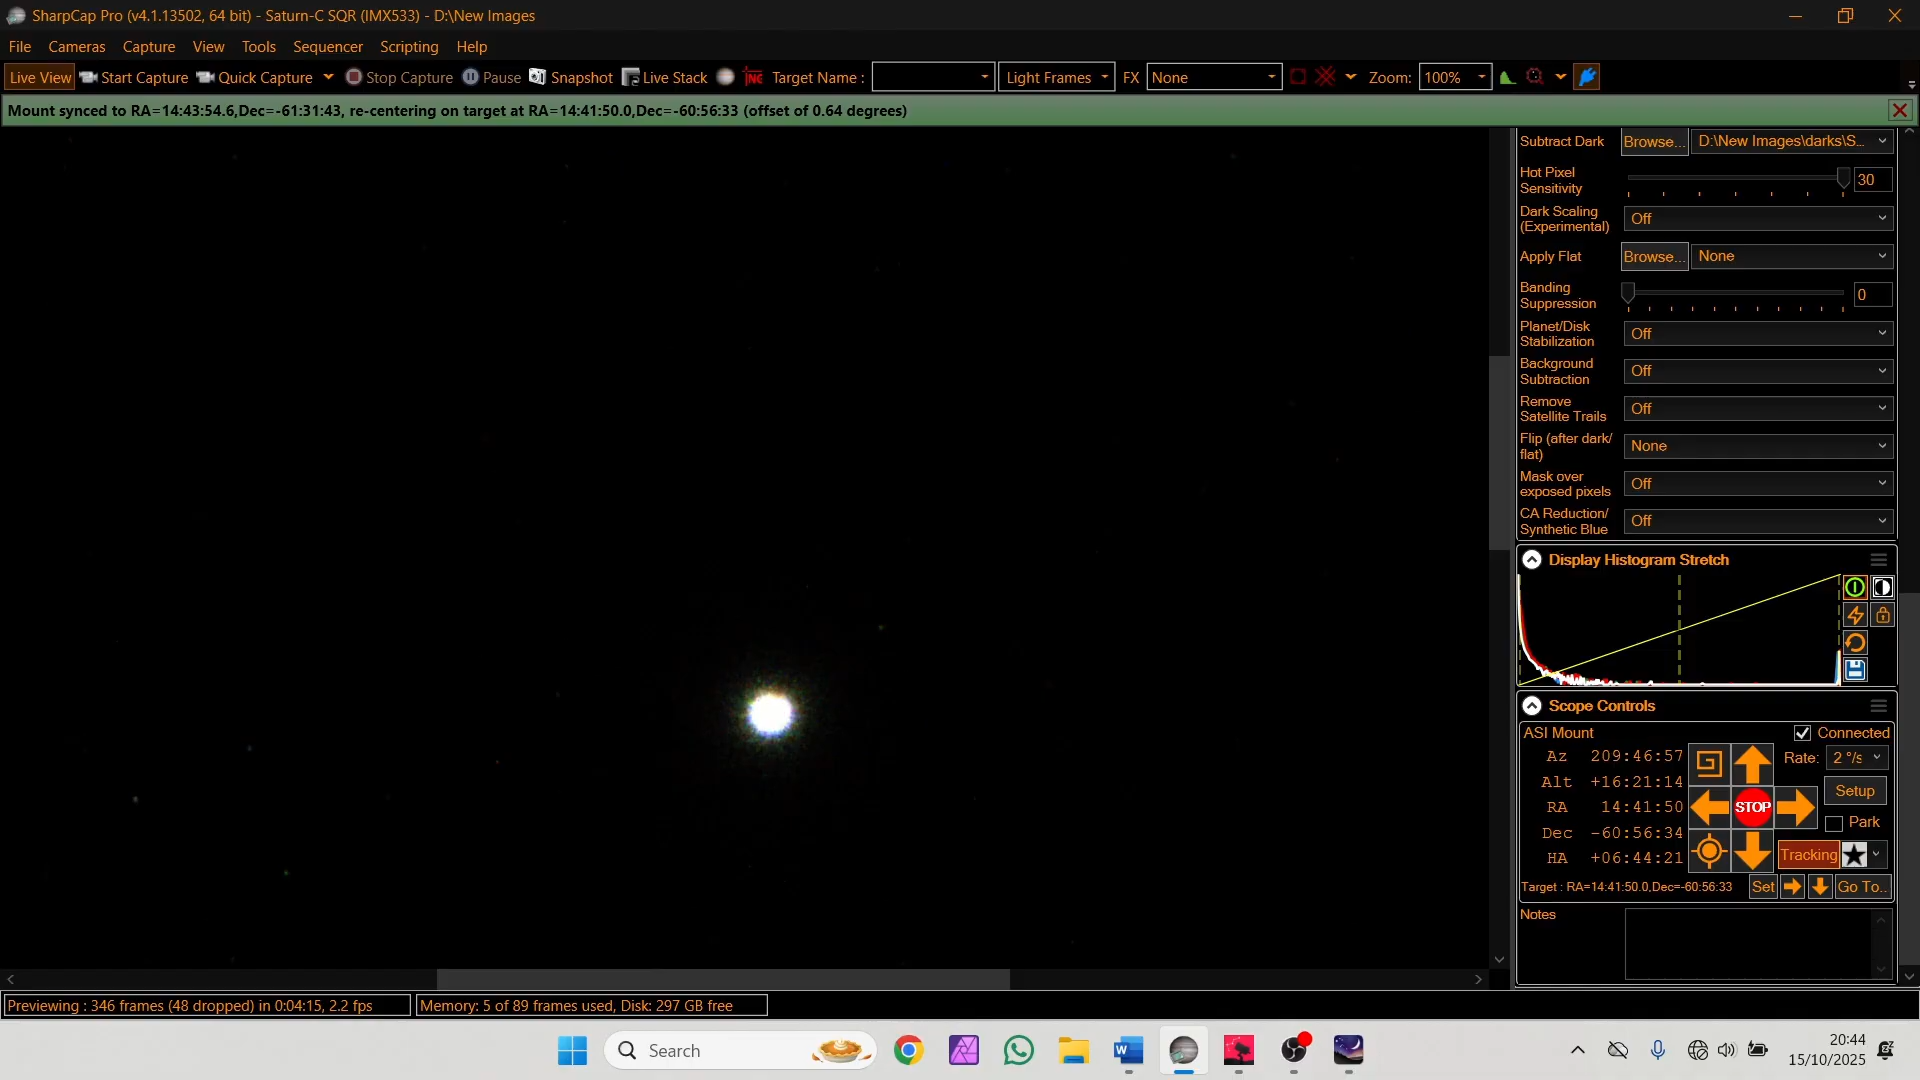 SharpCap Pro (v4.1.13502, 64 bit) - Saturn-C SQR (IMX533) - D:\New Images
File Cameras Capture View Tools Sequencer Scripting Help
Live View Start Capture Quick Capture Stop Capture Pause Snapshot Live Stack Target Name : Light Frames FX None Zoom: 100%
Mount synced to RA=14:43:54.6,Dec=-61:31:43, re-centering on target at RA=14:41:50.0,Dec=-60:56:33 (offset of 0.64 degrees)
Subtract Dark Browse... D:\New Images\darks\S...
Hot Pixel
Sensitivity 30
Dark Scaling
(Experimental) Off
Apply Flat Browse... None
Banding
Suppression 0
Planet/Disk
Stabilization Off
Background
Subtraction Off
Remove
Satellite Trails Off
Flip (after dark/
flat) None
Mask over
exposed pixels Off
CA Reduction/
Synthetic Blue Off
Display Histogram Stretch
Scope Controls
ASI Mount Connected
Az 209:46:57 Rate: 2 °/s
Alt +16:21:14 Setup
RA 14:41:50 STOP
Dec -60:56:34 Park
HA +06:44:21 Tracking
Target : RA=14:41:50.0,Dec=-60:56:33 Set Go To..
Notes
Previewing : 346 frames (48 dropped) in 0:04:15, 2.2 fps Memory: 5 of 89 frames used, Disk: 297 GB free
Search
20:44
15/10/2025